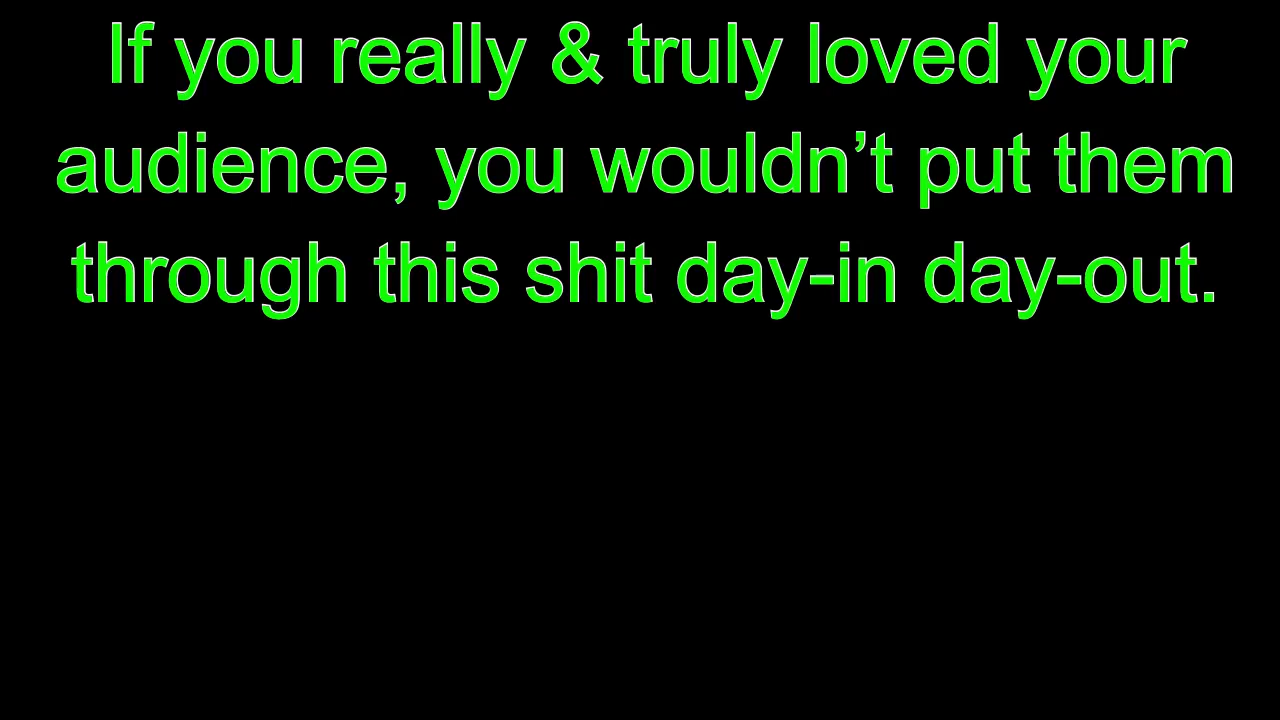 If you really & truly loved your
audience, you wouldn’t put them
through this shit day-in day-out.